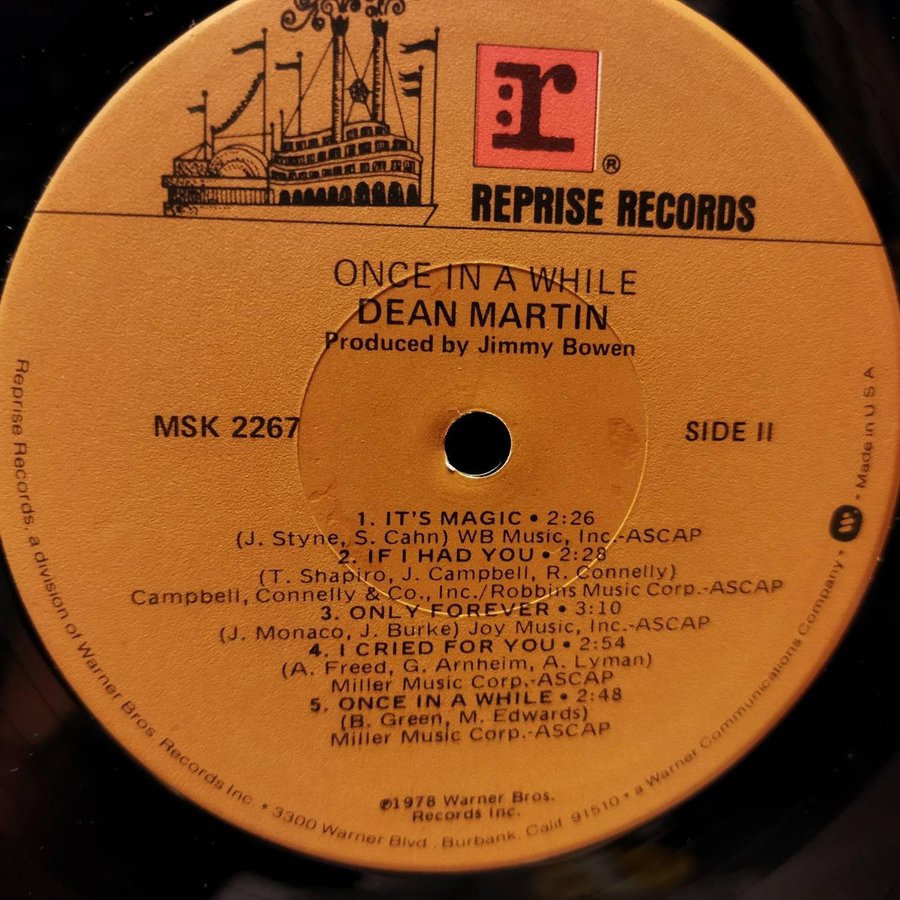 r
®
REPRISE RECORDS
ONCE IN A WHILE
DEAN MARTIN
Produced by Jimmy Bowen
MSK 2267
SIDE II
1. IT'S MAGIC • 2:26
(J. Styne, S. Cahn) WB Music, Inc.-ASCAP
2. IF I HAD YOU • 2:28
(T. Shapiro, J. Campbell, R. Connelly)
Campbell, Connelly & Co., Inc./Robbins Music Corp.-ASCAP
3. ONLY FOREVER • 3:10
(J. Monaco, J. Burke) Joy Music, Inc.-ASCAP
4. I CRIED FOR YOU • 2:54
(A. Freed, G. Arnheim, A. Lyman)
Miller Music Corp.-ASCAP
5. ONCE IN A WHILE • 2:48
(B. Green, M. Edwards)
Miller Music Corp.-ASCAP
℗1978 Warner Bros.
Records Inc.
Reprise Records, a division of Warner Bros. Records Inc. • 3300 Warner Blvd., Burbank, Calif. 91510 • a Warner Communications Company • Made in U S A